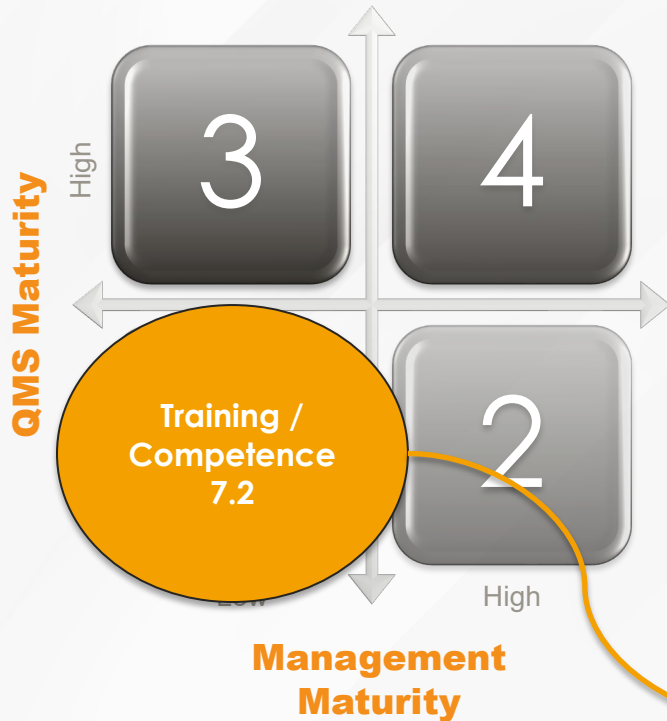 3
4
High
QMS Maturity
Training /
Competence
7.2
2
High
Management
Maturity